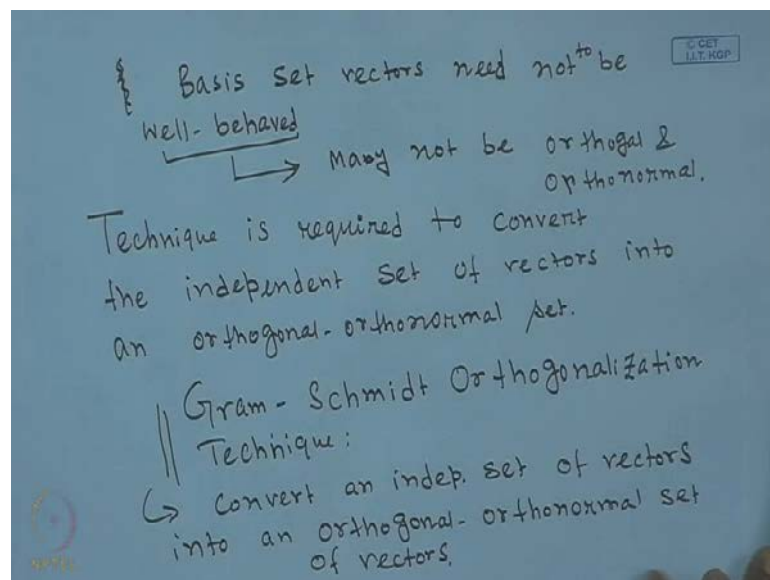 © CET
I.I.T. KGP
Basis set vectors need not to be
well-behaved
Many not be orthogal &
orthonormal.
Technique is required to convert
the independent set of vectors into
an orthogonal-orthonormal set.
Gram-Schmidt Orthogonalization
Technique:
Convert an indep. set of vectors
into an orthogonal-orthonormal set
of vectors.
NPTEL